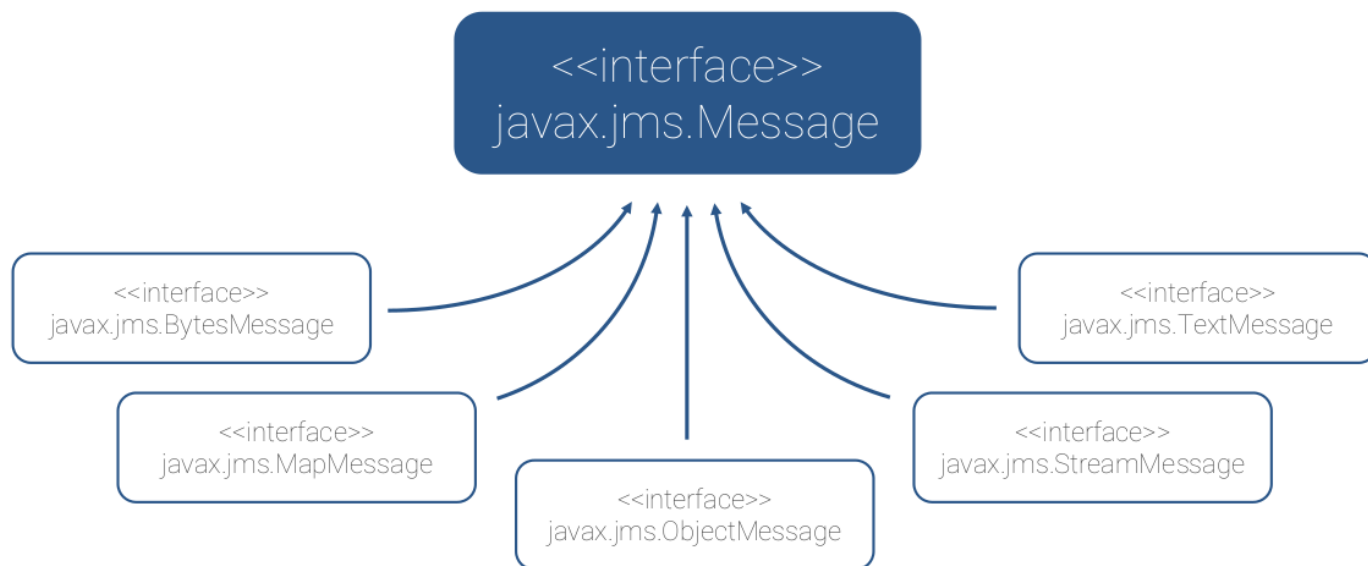 <<interface>>
javax.jms.Message
<<interface>>
javax.jms.BytesMessage
<<interface>>
javax.jms.TextMessage
<<interface>>
javax.jms.MapMessage
<<interface>>
javax.jms.StreamMessage
<<interface>>
javax.jms.ObjectMessage